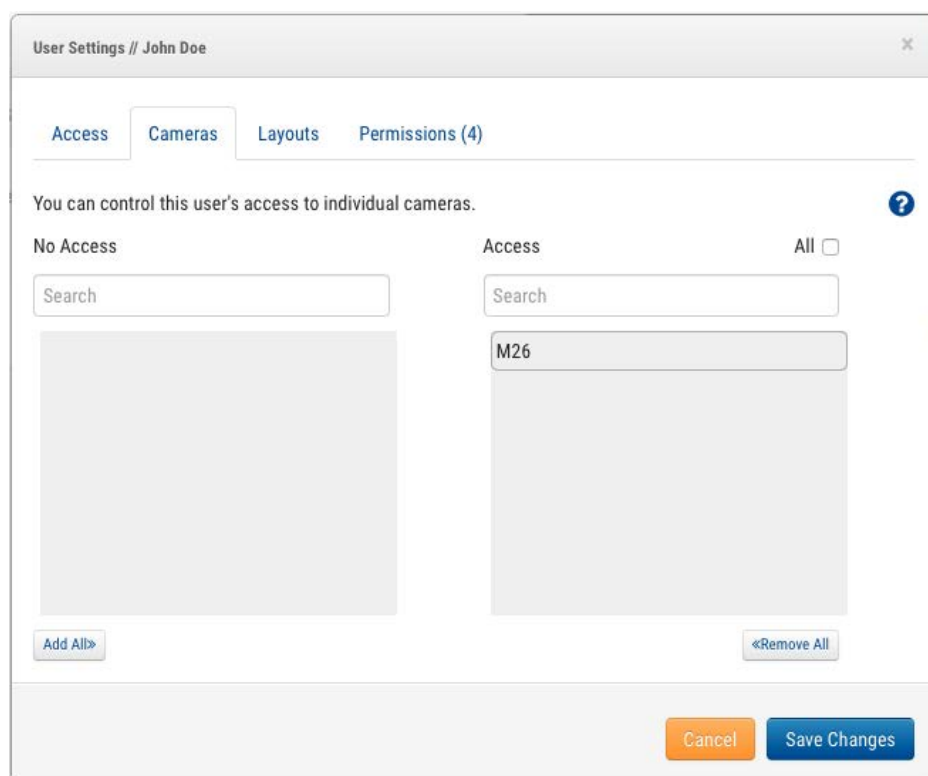 User Settings // John Doe ×
Access Cameras Layouts Permissions (4)
You can control this user's access to individual cameras. ?
No Access Access All
Search Search
M26
Add All» «Remove All
Cancel Save Changes